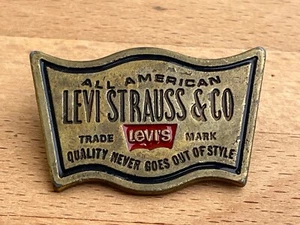 ALL AMERICAN
LEVI STRAUSS & CO
TRADE Levi's MARK
QUALITY NEVER GOES OUT OF STYLE